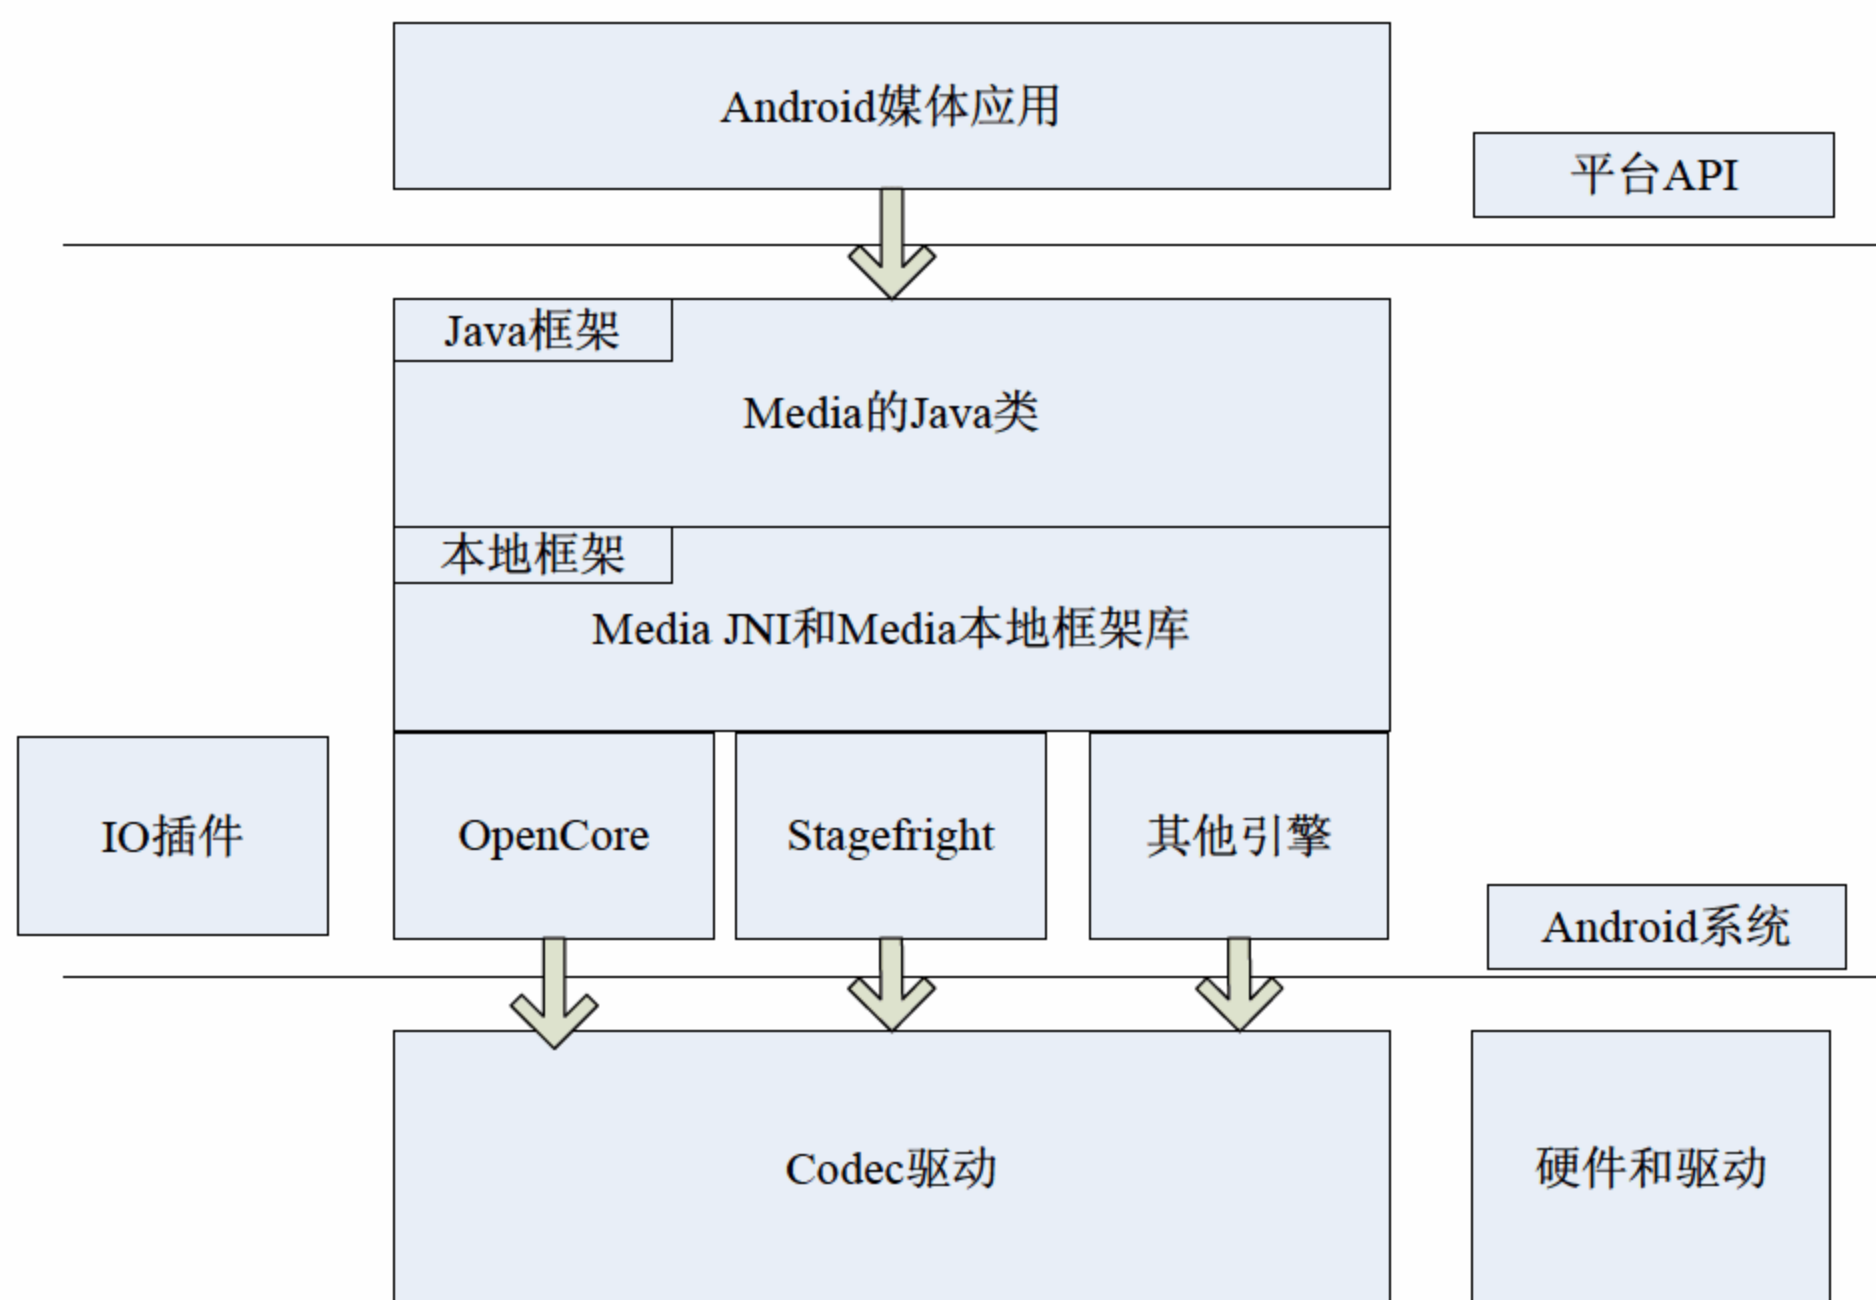 Android媒体应用
平台API
Java框架
Media的Java类
本地框架
Media JNI和Media本地框架库
IO插件
OpenCore
Stagefright
其他引擎
Android系统
Codec驱动
硬件和驱动